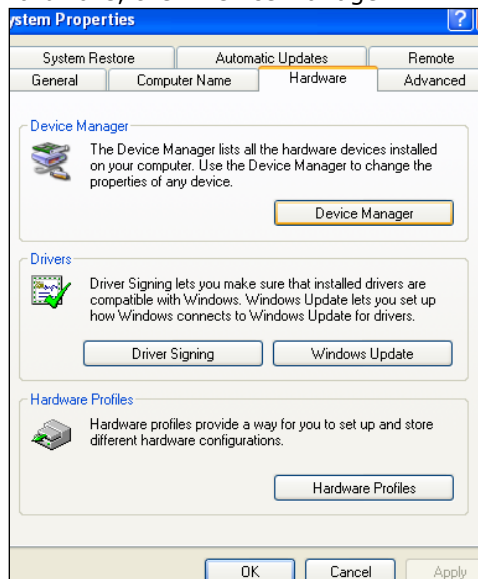 ystem Properties
System Restore Automatic Updates Remote
General Computer Name Hardware Advanced
Device Manager
The Device Manager lists all the hardware devices installed
on your computer. Use the Device Manager to change the
properties of any device.
Device Manager
Drivers
Driver Signing lets you make sure that installed drivers are
compatible with Windows. Windows Update lets you set up
how Windows connects to Windows Update for drivers.
Driver Signing Windows Update
Hardware Profiles
Hardware profiles provide a way for you to set up and store
different hardware configurations.
Hardware Profiles
OK Cancel Apply